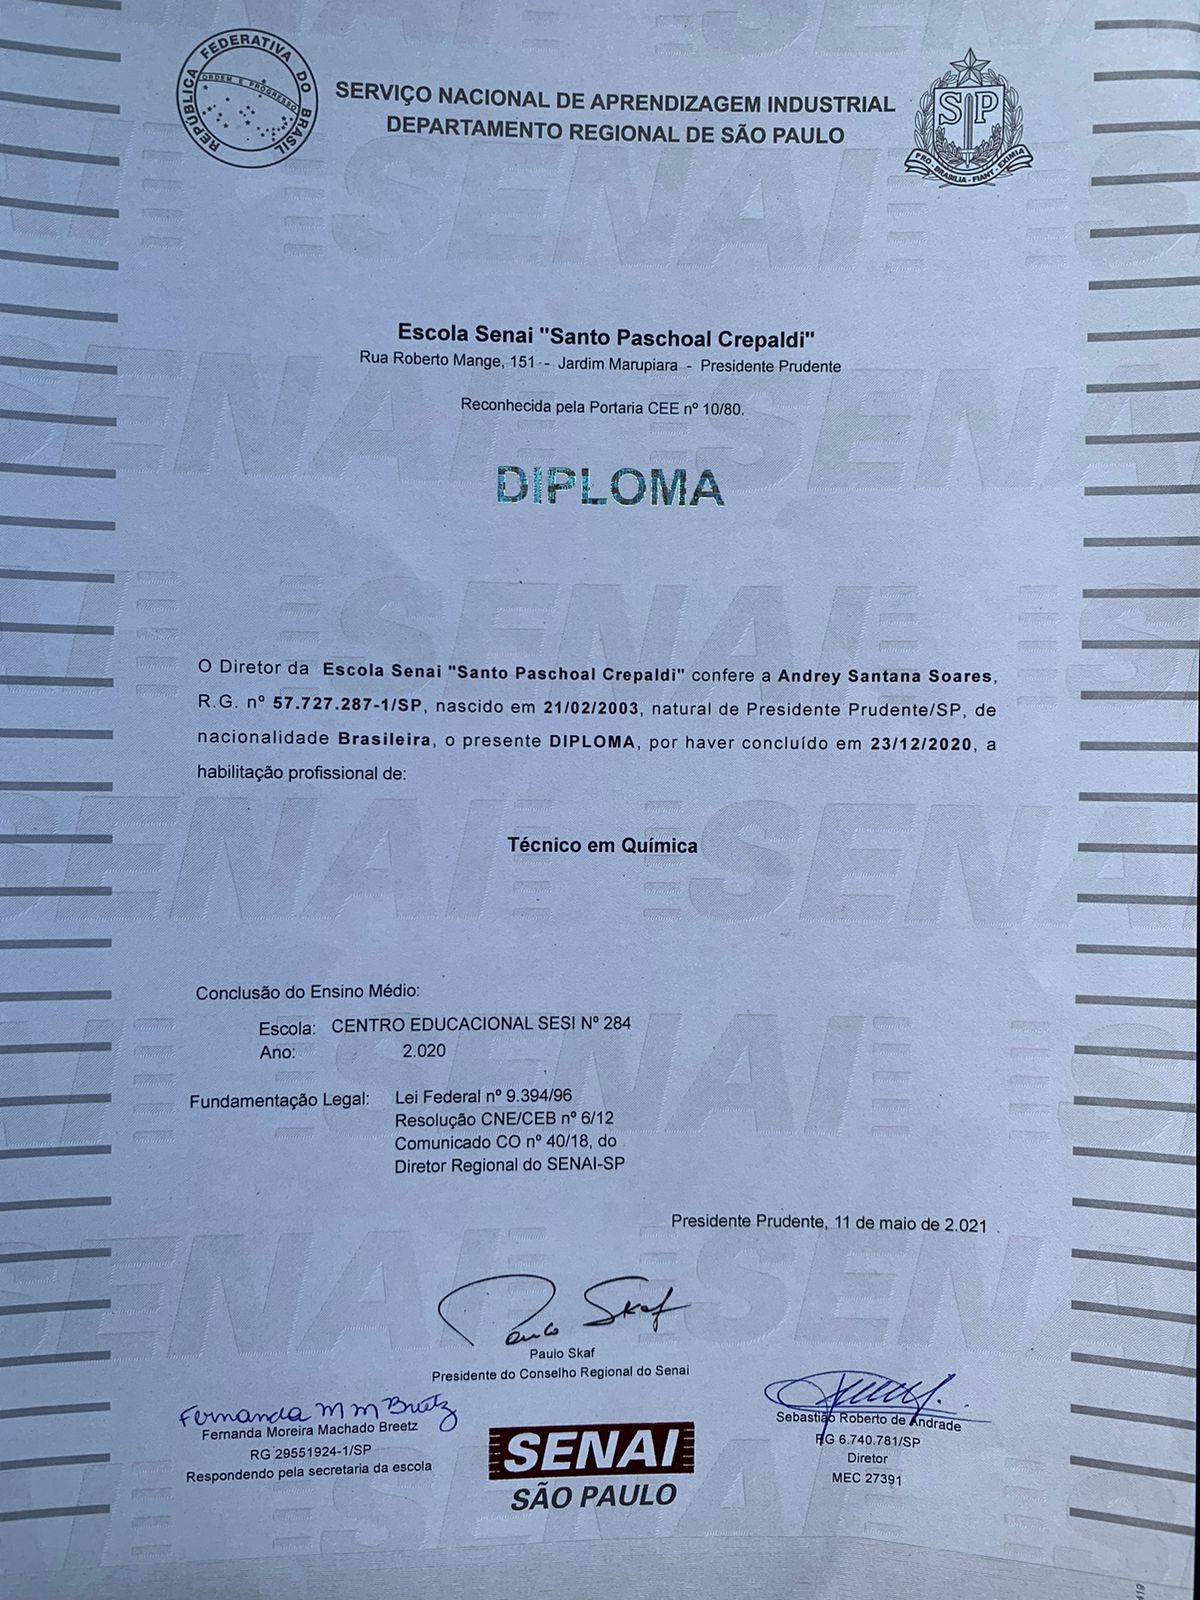 REPÚBLICA FEDERATIVA DO BRASIL
ORDEM E PROGRESSO
SERVIÇO NACIONAL DE APRENDIZAGEM INDUSTRIAL
DEPARTAMENTO REGIONAL DE SÃO PAULO
SP
PRO - BRASILIA - FIANT - EXIMIA
Escola Senai "Santo Paschoal Crepaldi"
Rua Roberto Mange, 151 - Jardim Marupiara - Presidente Prudente
Reconhecida pela Portaria CEE nº 10/80.
DIPLOMA
O Diretor da Escola Senai "Santo Paschoal Crepaldi" confere a Andrey Santana Soares,
R.G. nº 57.727.287-1/SP, nascido em 21/02/2003, natural de Presidente Prudente/SP, de
nacionalidade Brasileira, o presente DIPLOMA, por haver concluído em 23/12/2020, a
habilitação profissional de:
Técnico em Química
Conclusão do Ensino Médio:
Escola: CENTRO EDUCACIONAL SESI Nº 284
Ano: 2.020
Fundamentação Legal: Lei Federal nº 9.394/96
Resolução CNE/CEB nº 6/12
Comunicado CO nº 40/18, do
Diretor Regional do SENAI-SP
Presidente Prudente, 11 de maio de 2.021
Paulo Skaf
Paulo Skaf
Presidente do Conselho Regional do Senai
Fernanda M M Breetz
Fernanda Moreira Machado Breetz
RG 29551924-1/SP
Respondendo pela secretaria da escola
Sebastião Roberto de Andrade
RG 6.740.781/SP
Diretor
MEC 27391
SENAI
SÃO PAULO